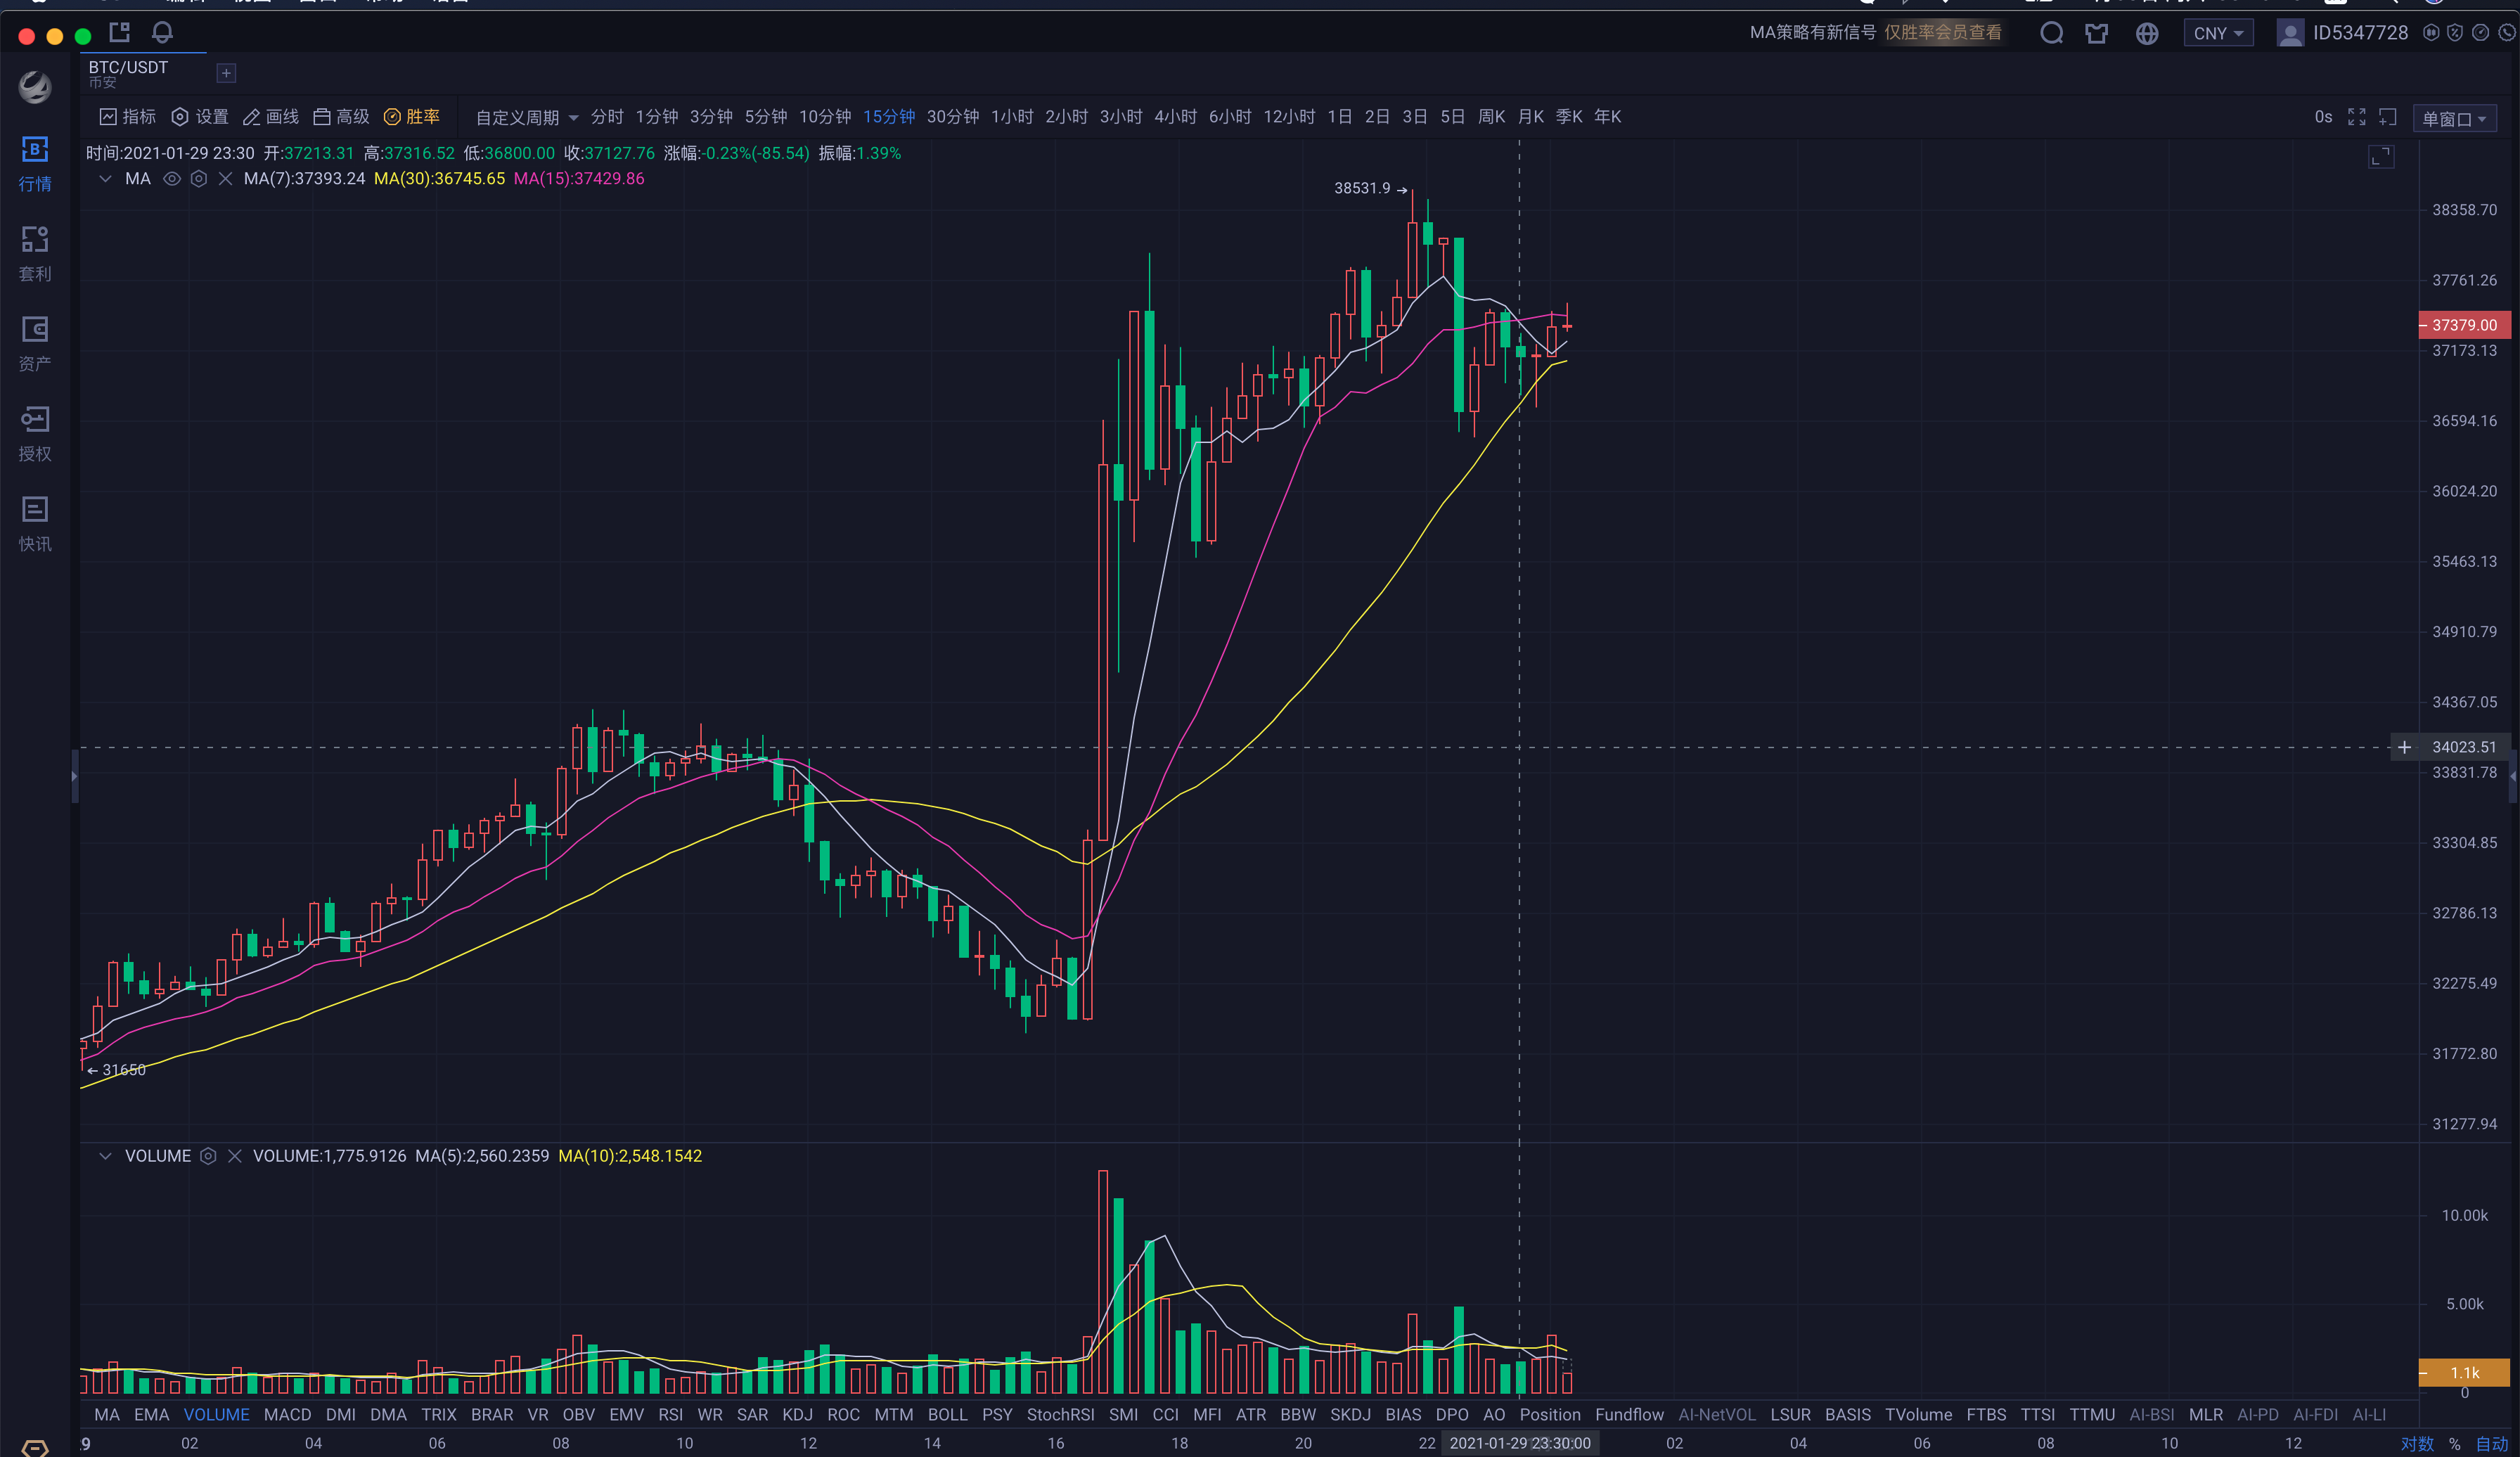 MA策略有新信号 仅胜率会员查看
CNY
ID5347728
BTC/USDT
币安
指标 设置 画线 高级 胜率 自定义周期 分时 1分钟 3分钟 5分钟 10分钟 15分钟 30分钟 1小时 2小时 3小时 4小时 6小时 12小时 1日 2日 3日 5日 周K 月K 季K 年K 0s 单窗口
行情
套利
资产
授权
快讯
时间:2021-01-29 23:30 开:37213.31 高:37316.52 低:36800.00 收:37127.76 涨幅:-0.23%(-85.54) 振幅:1.39%
MA MA(7):37393.24 MA(30):36745.65 MA(15):37429.86
38531.9
38358.70
37761.26
37379.00
37173.13
36594.16
36024.20
35463.13
34910.79
34367.05
34023.51
33831.78
33304.85
32786.13
32275.49
31772.80
31650
31277.94
VOLUME VOLUME:1,775.9126 MA(5):2,560.2359 MA(10):2,548.1542
10.00k
5.00k
1.1k
0
MA EMA VOLUME MACD DMI DMA TRIX BRAR VR OBV EMV RSI WR SAR KDJ ROC MTM BOLL PSY StochRSI SMI CCI MFI ATR BBW SKDJ BIAS DPO AO Position Fundflow AI-NetVOL LSUR BASIS TVolume FTBS TTSI TTMU AI-BSI MLR AI-PD AI-FDI AI-LI
02 04 06 08 10 12 14 16 18 20 22 2021-01-29 23:30:00 02 04 06 08 10 12 对数 % 自动